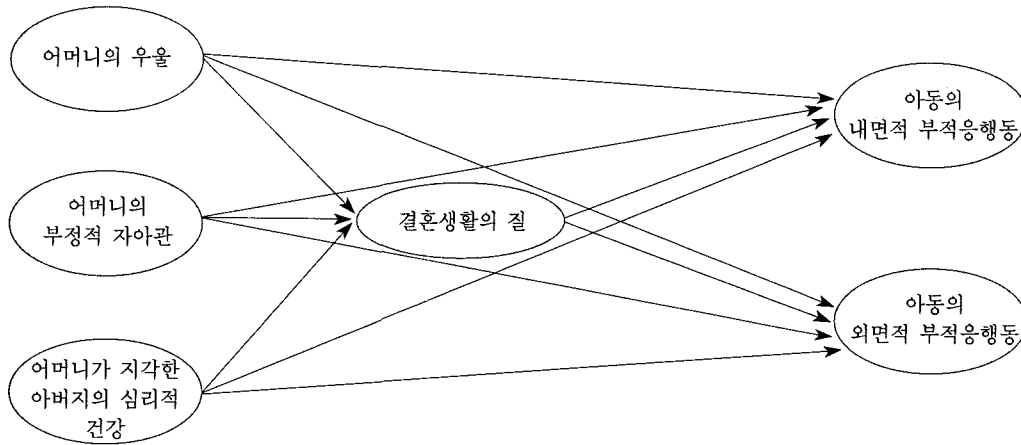 어머니의 우울
아동의
내면적 부적응행동
어머니의
부정적 자아관
결혼생활의 질
아동의
외면적 부적응행동
어머니가 지각한
아버지의 심리적
건강